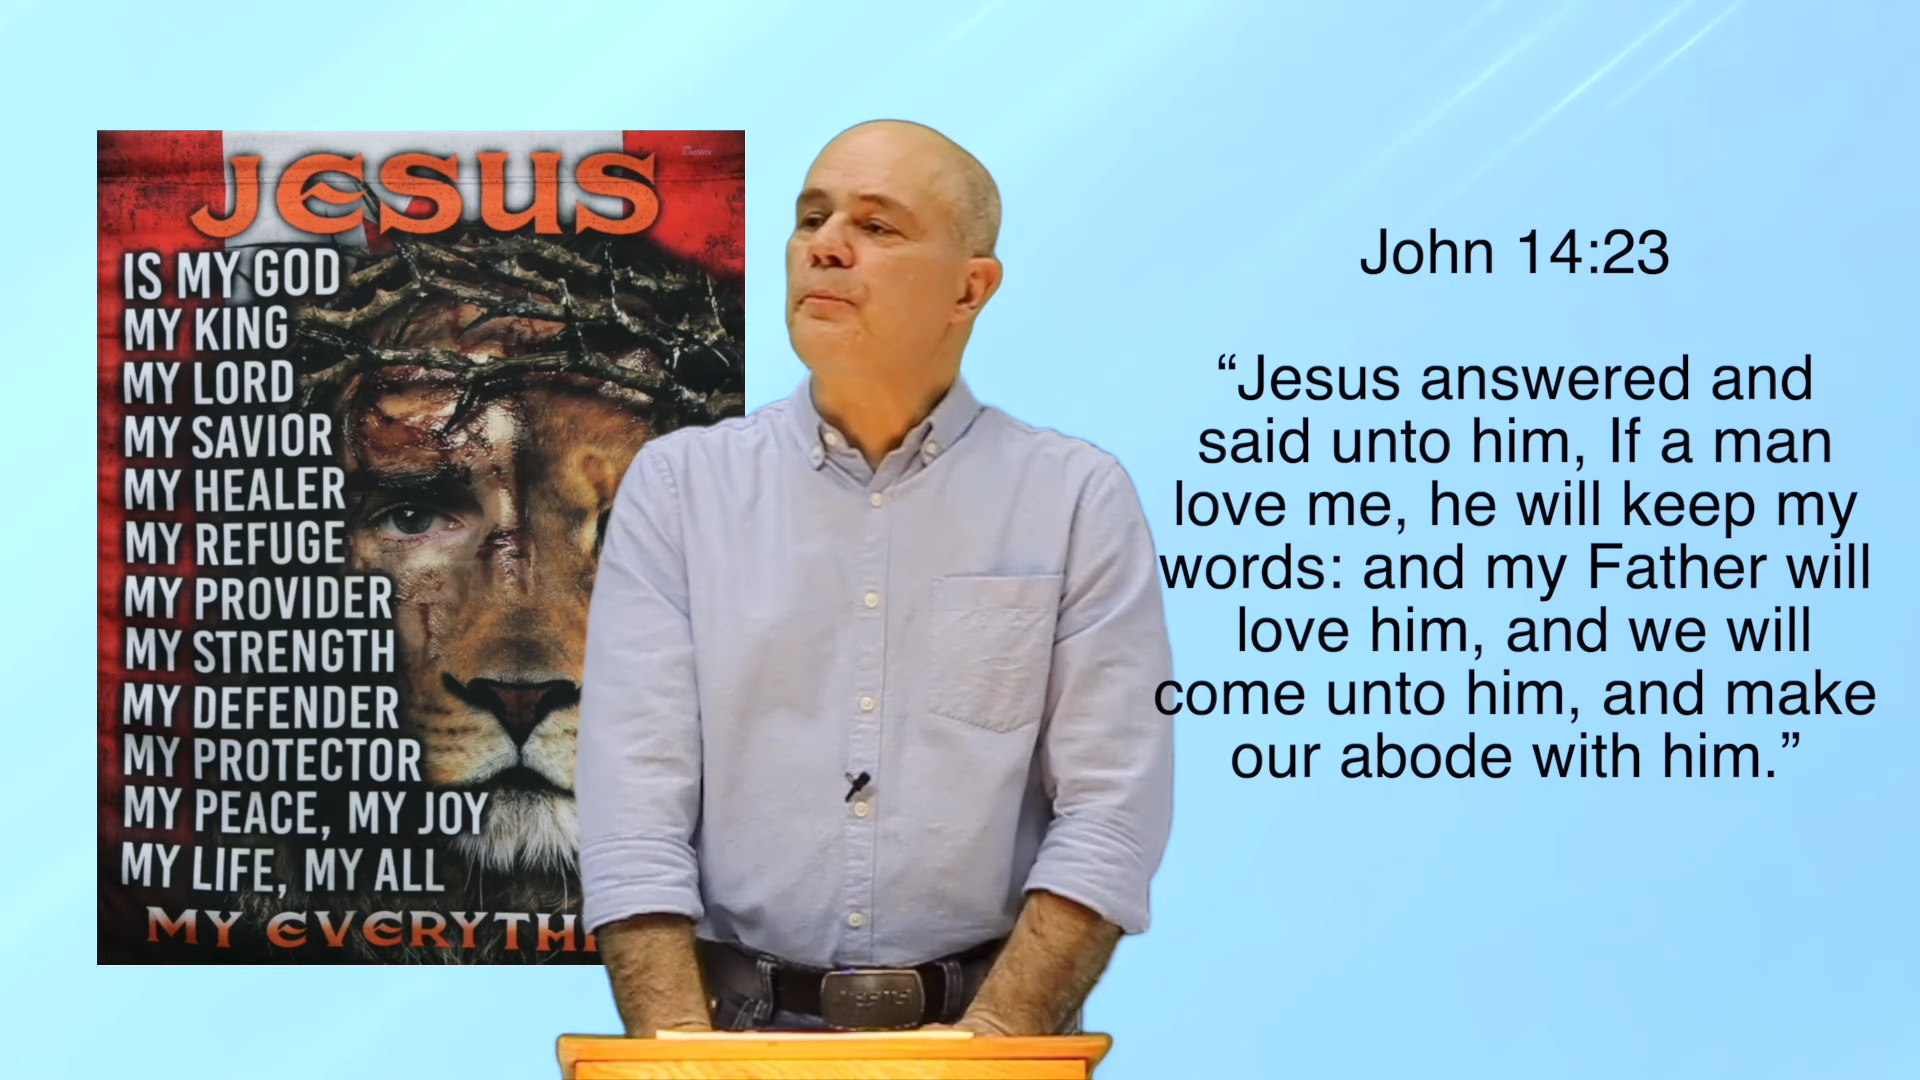 JESUS
IS MY GOD
MY KING
MY LORD
MY SAVIOR
MY HEALER
MY REFUGE
MY PROVIDER
MY STRENGTH
MY DEFENDER
MY PROTECTOR
MY PEACE, MY JOY
MY LIFE, MY ALL
MY EVERYTHI
John 14:23
“Jesus answered and
said unto him, If a man
love me, he will keep my
words: and my Father will
love him, and we will
come unto him, and make
our abode with him.”